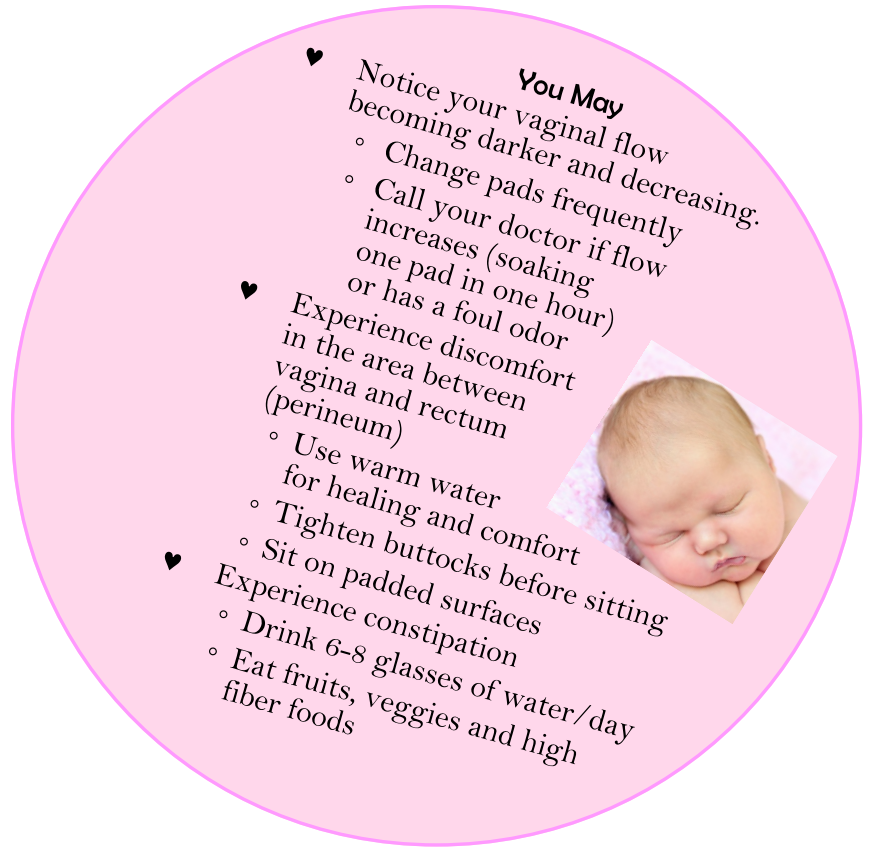 You May
♥ Notice your vaginal flow
becoming darker and decreasing.
◦ Change pads frequently
◦ Call your doctor if flow
increases (soaking
one pad in one hour)
or has a foul odor
♥ Experience discomfort
in the area between
vagina and rectum
(perineum)
◦ Use warm water
for healing and comfort
◦ Tighten buttocks before sitting
◦ Sit on padded surfaces
♥ Experience constipation
◦ Drink 6-8 glasses of water/day
◦ Eat fruits, veggies and high
fiber foods